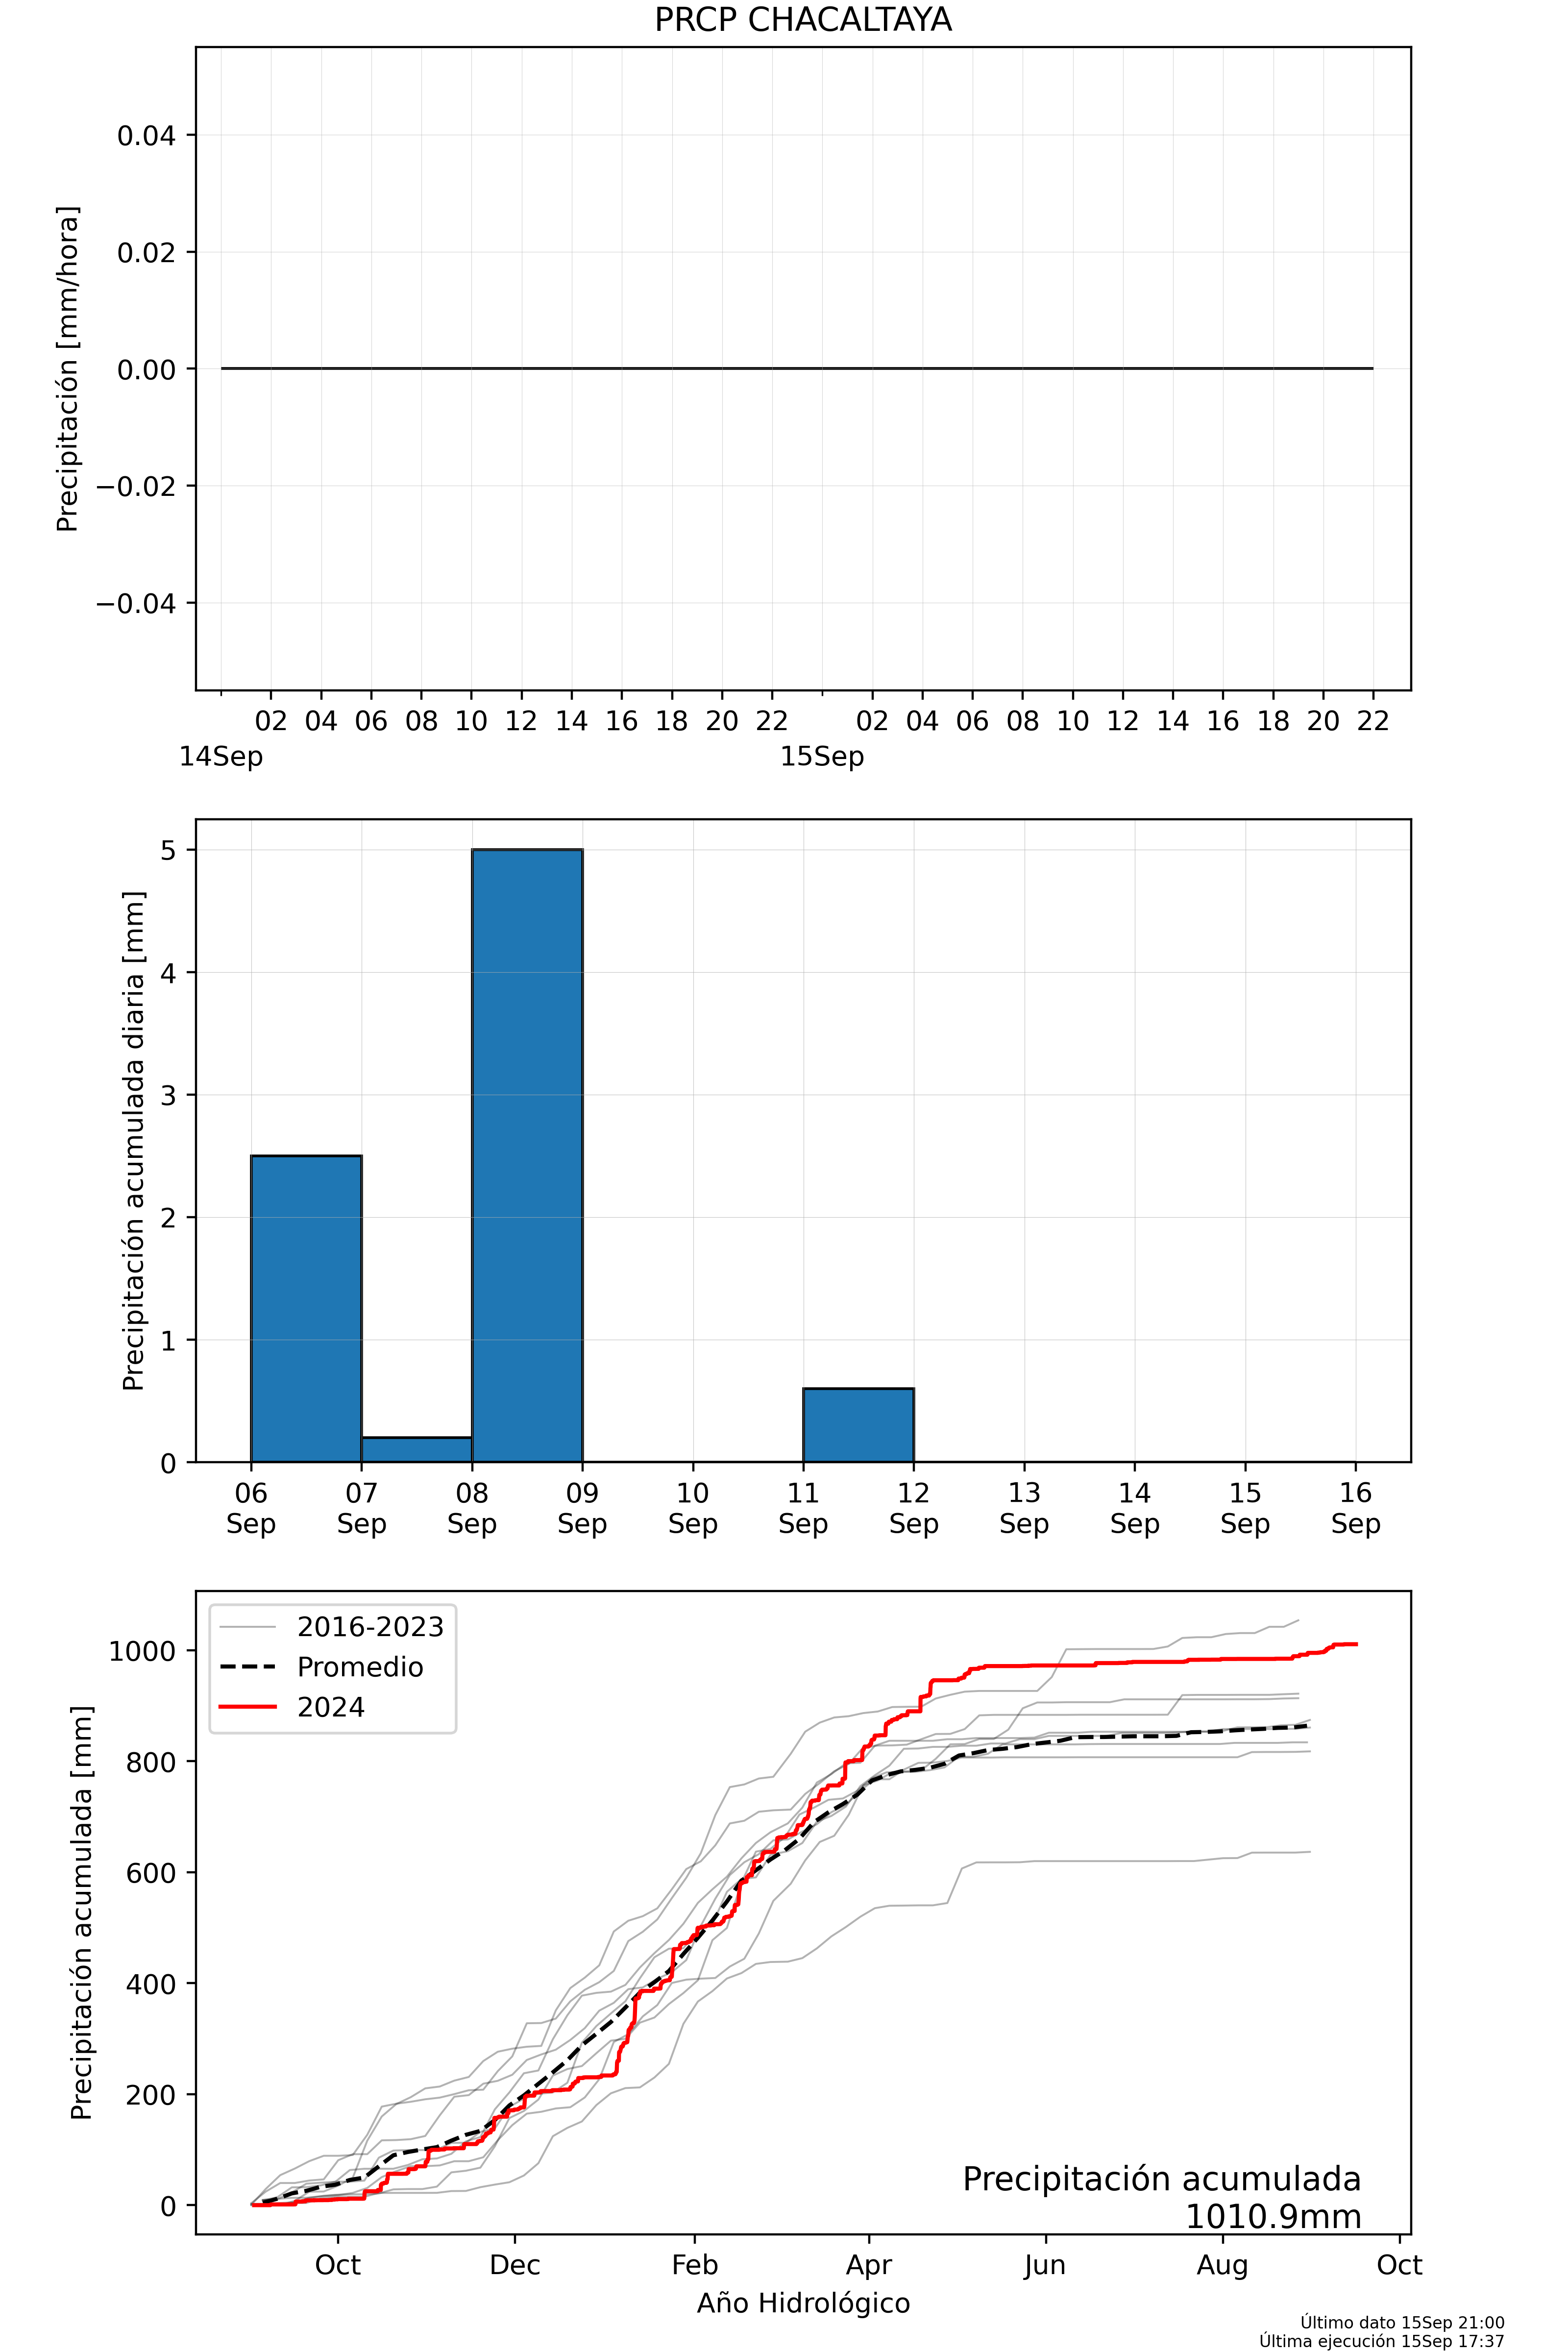 PRCP CHACALTAYA
Precipitación [mm/hora]
0.04
0.02
0.00
−0.02
−0.04
02 04 06 08 10 12 14 16 18 20 22 02 04 06 08 10 12 14 16 18 20 22
14Sep 15Sep
Precipitación acumulada diaria [mm]
5
4
3
2
1
0
06 07 08 09 10 11 12 13 14 15 16
Sep Sep Sep Sep Sep Sep Sep Sep Sep Sep Sep
Precipitación acumulada [mm]
1000
800
600
400
200
0
2016-2023
Promedio
2024
Precipitación acumulada
1010.9mm
Oct Dec Feb Apr Jun Aug Oct
Año Hidrológico
Último dato 15Sep 21:00
Última ejecución 15Sep 17:37